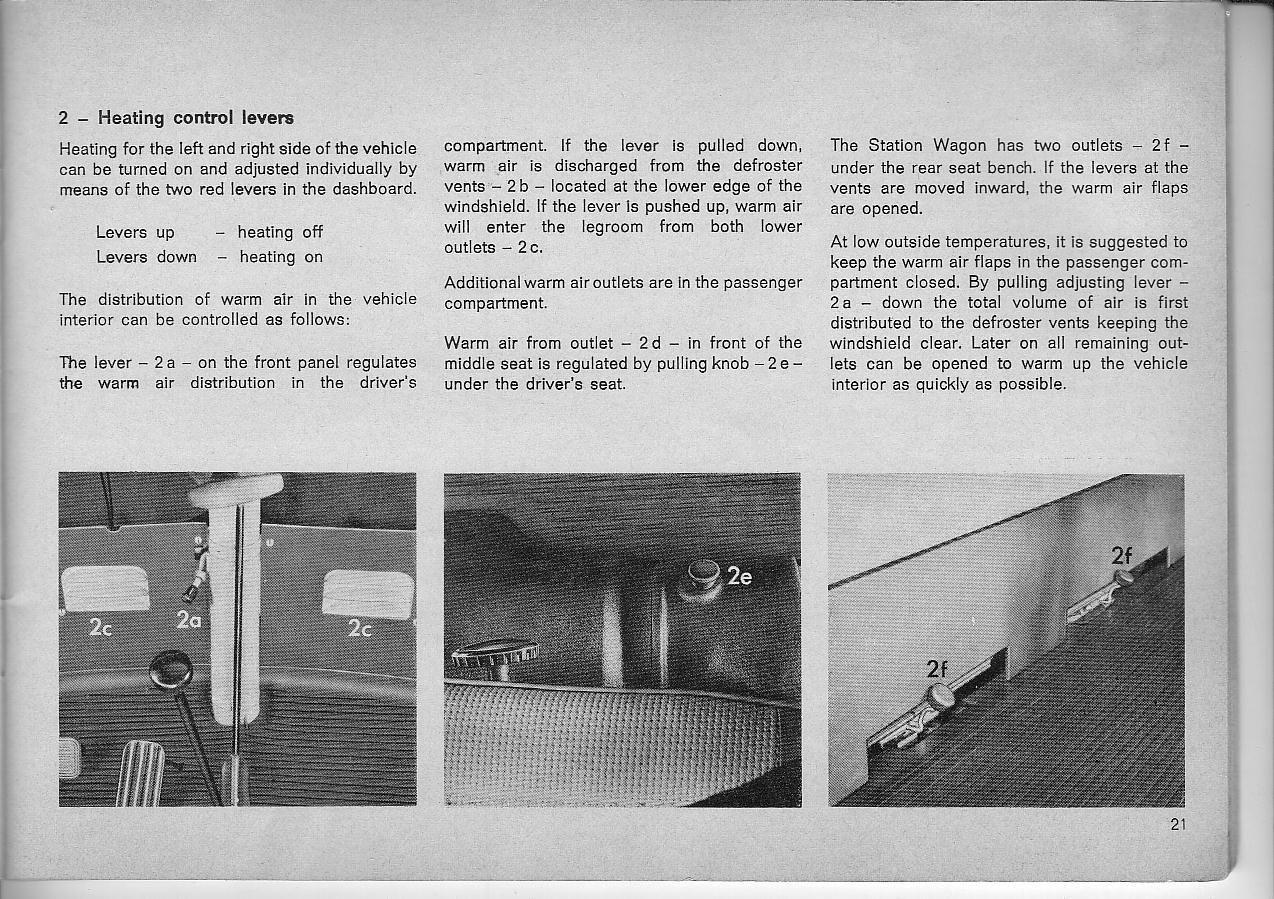 2 – Heating control levers
Heating for the left and right side of the vehicle
can be turned on and adjusted individually by
means of the two red levers in the dashboard.
Levers up – heating off
Levers down – heating on
The distribution of warm air in the vehicle
interior can be controlled as follows:
The lever – 2 a – on the front panel regulates
the warm air distribution in the driver's
compartment. If the lever is pulled down,
warm air is discharged from the defroster
vents – 2 b – located at the lower edge of the
windshield. If the lever is pushed up, warm air
will enter the legroom from both lower
outlets – 2 c.
Additional warm air outlets are in the passenger
compartment.
Warm air from outlet – 2 d – in front of the
middle seat is regulated by pulling knob – 2 e –
under the driver's seat.
The Station Wagon has two outlets – 2 f –
under the rear seat bench. If the levers at the
vents are moved inward, the warm air flaps
are opened.
At low outside temperatures, it is suggested to
keep the warm air flaps in the passenger com-
partment closed. By pulling adjusting lever –
2 a – down the total volume of air is first
distributed to the defroster vents keeping the
windshield clear. Later on all remaining out-
lets can be opened to warm up the vehicle
interior as quickly as possible.
2c
2a
2c
2e
2f
2f
21